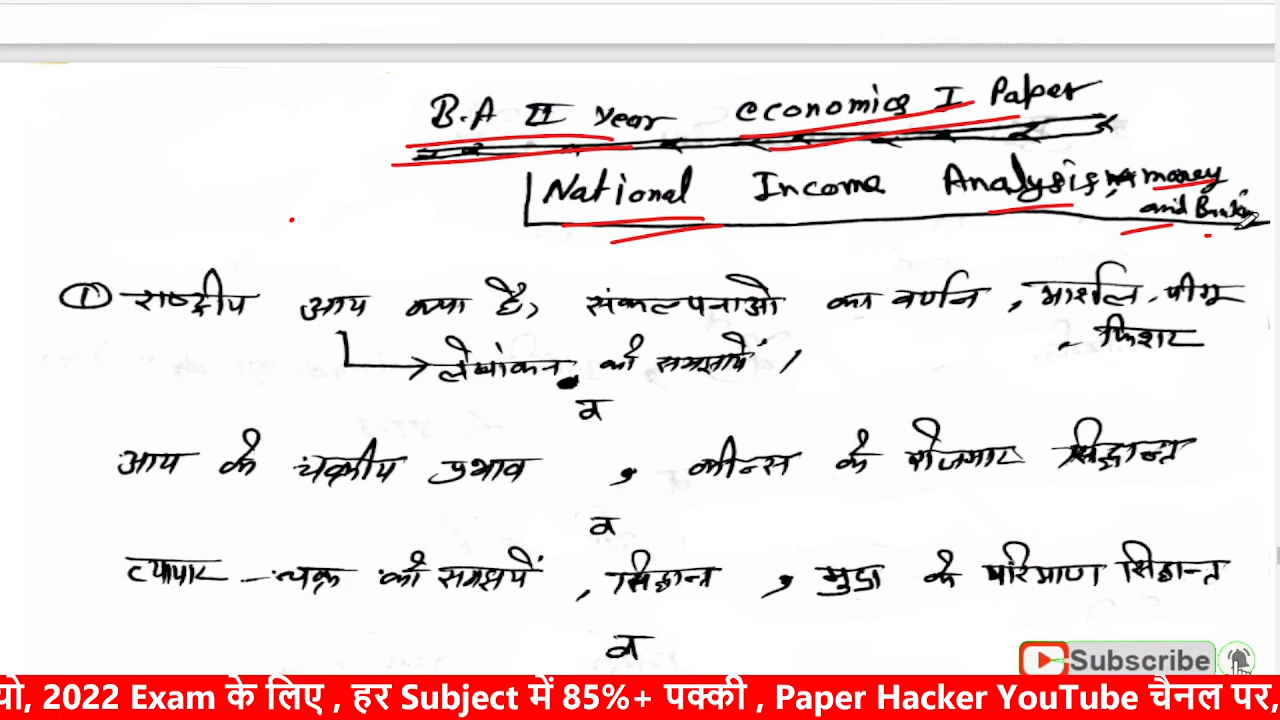 B.A II Year economics I Paper
National Income Analysis, money
and Banking
① राष्ट्रीय आय क्या है, संकल्पनाओ का वर्णन, मार्शल, पीगू
- फिशर
लेखांकन की समस्यायें,
व
आय के चक्रीय प्रभाव, कीन्स के रोजगार सिद्धान्त
व
व्यापार - चक्र की समस्यें, सिद्धान्त, मुद्रा के परिमाण सिद्धान्त
व
Subscribe
यो, 2022 Exam के लिए , हर Subject में 85%+ पक्की , Paper Hacker YouTube चैनल पर,